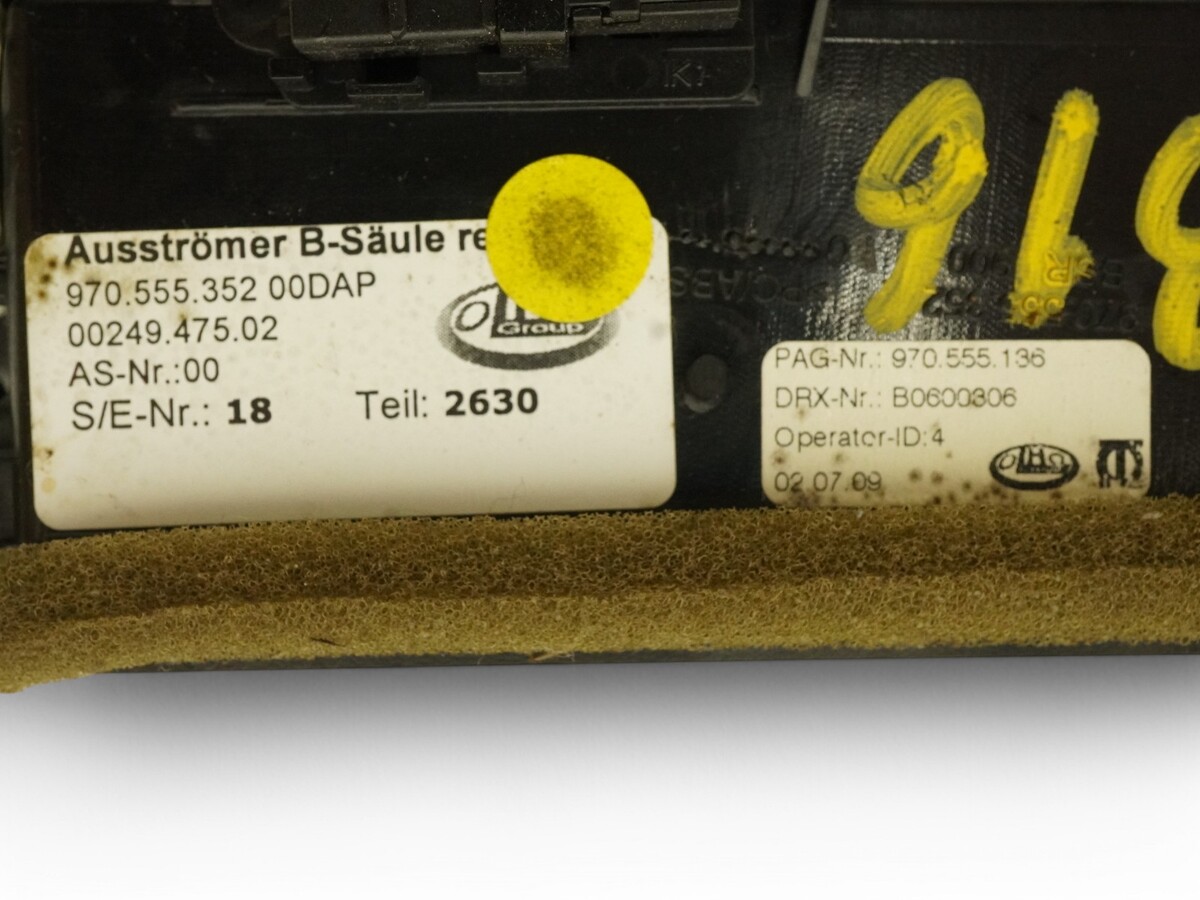 Ausströmer B-Säule re
970.555.352 00DAP
00249.475.02
AS-Nr.:00
S/E-Nr.: 18 Teil: 2630
Group
918
PAG-Nr.: 970.555.136
DRX-Nr.: B0600306
Operator-ID:4
02.07.09